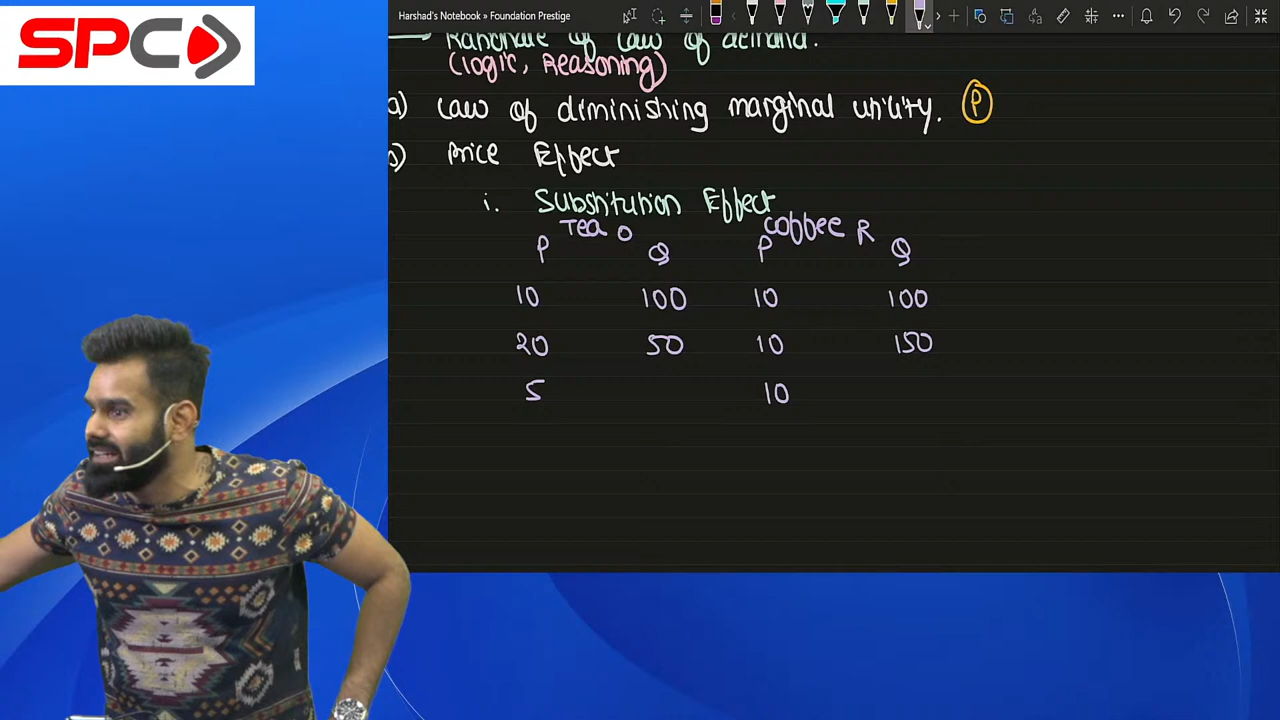 SPC
Harshad's Notebook » Foundation Prestige
Rationale of law of demand.
(logic, Reasoning)
a) law of diminishing marginal utility. P
b) Price Effect
i. Substitution Effect
Tea O Coffee R
P Q P Q
10 100 10 100
20 50 10 150
5 10